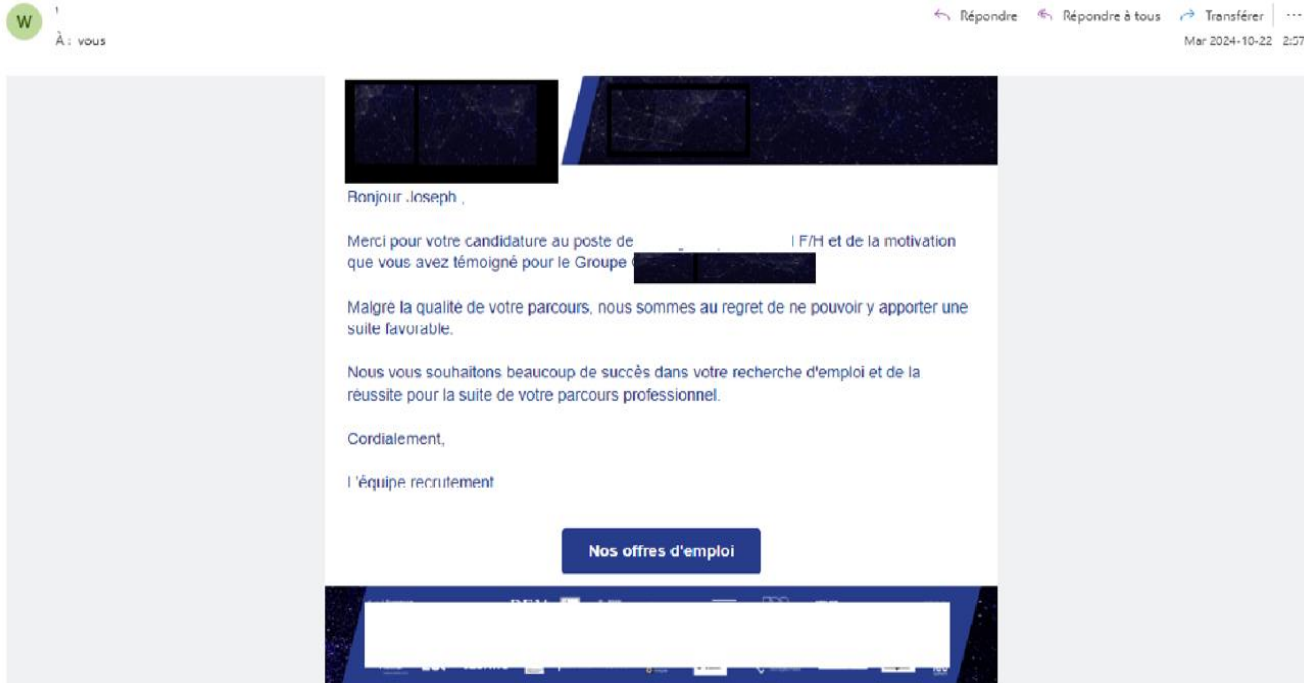 W
Répondre Répondre à tous Transférer
À : vous
Mar 2024-10-22 2:57
Bonjour Joseph ,
Merci pour votre candidature au poste de F/H et de la motivation
que vous avez témoigné pour le Groupe
Malgré la qualité de votre parcours, nous sommes au regret de ne pouvoir y apporter une
suite favorable.
Nous vous souhaitons beaucoup de succès dans votre recherche d'emploi et de la
réussite pour la suite de votre parcours professionnel.
Cordialement,
L'équipe recrutement
Nos offres d'emploi